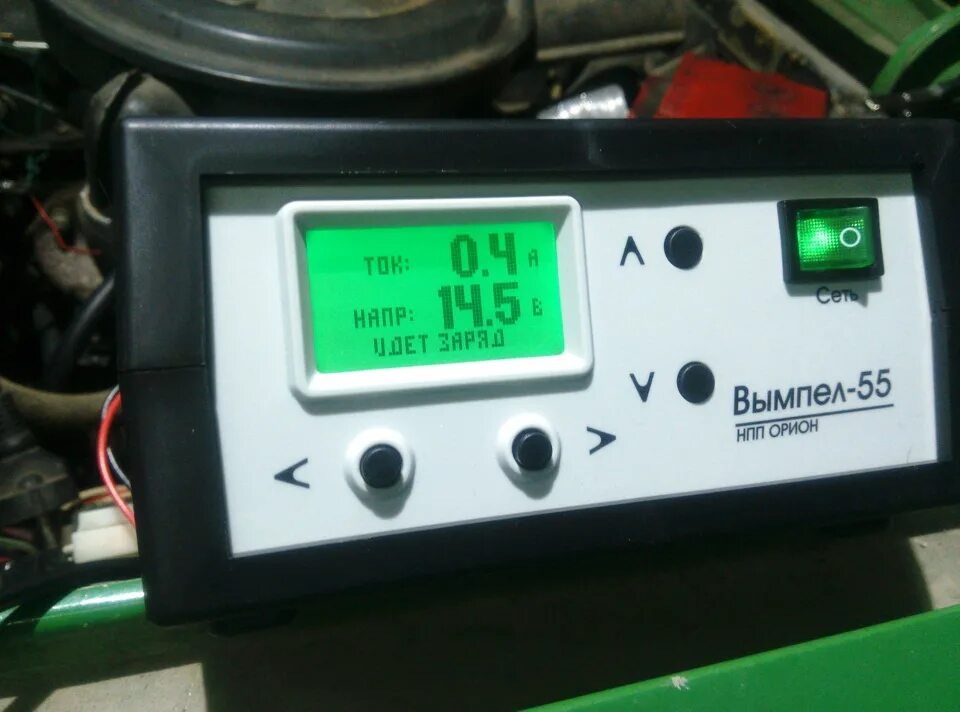 ТОК: 0.4 А
НАПР: 14.5 В
ИДЕТ ЗАРЯД
Сеть
Вымпел-55
НПП ОРИОН